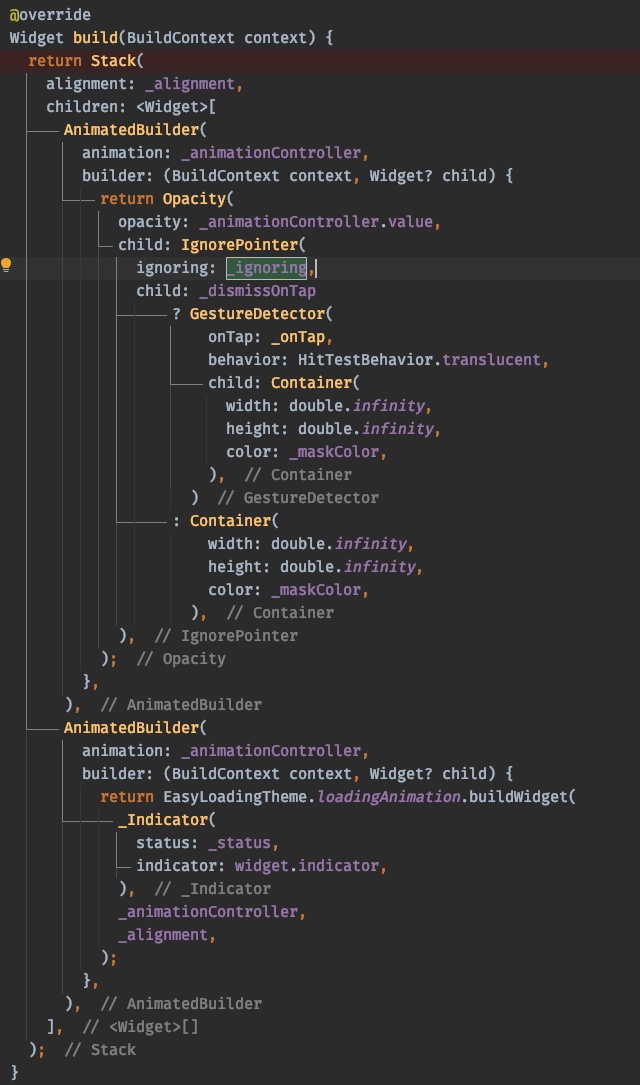 @override
Widget build(BuildContext context) {
return Stack(
alignment: _alignment,
children: <Widget>[
AnimatedBuilder(
animation: _animationController,
builder: (BuildContext context, Widget? child) {
return Opacity(
opacity: _animationController.value,
child: IgnorePointer(
ignoring: _ignoring,
child: _dismissOnTap
? GestureDetector(
onTap: _onTap,
behavior: HitTestBehavior.translucent,
child: Container(
width: double.infinity,
height: double.infinity,
color: _maskColor,
), // Container
) // GestureDetector
: Container(
width: double.infinity,
height: double.infinity,
color: _maskColor,
), // Container
), // IgnorePointer
); // Opacity
},
), // AnimatedBuilder
AnimatedBuilder(
animation: _animationController,
builder: (BuildContext context, Widget? child) {
return EasyLoadingTheme.loadingAnimation.buildWidget(
_Indicator(
status: _status,
indicator: widget.indicator,
), // _Indicator
_animationController,
_alignment,
);
},
), // AnimatedBuilder
], // <Widget>[]
); // Stack
}